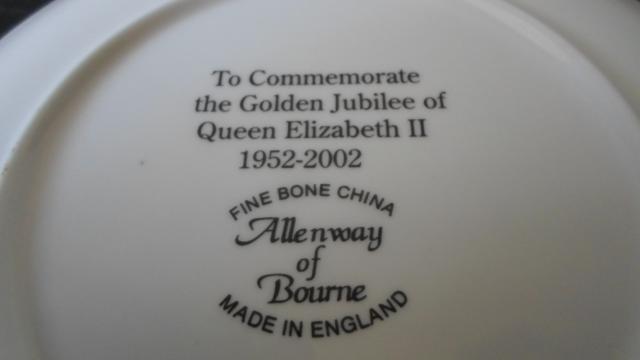 To Commemorate
the Golden Jubilee of
Queen Elizabeth II
1952-2002
FINE BONE CHINA
Allenway
of
Bourne
MADE IN ENGLAND